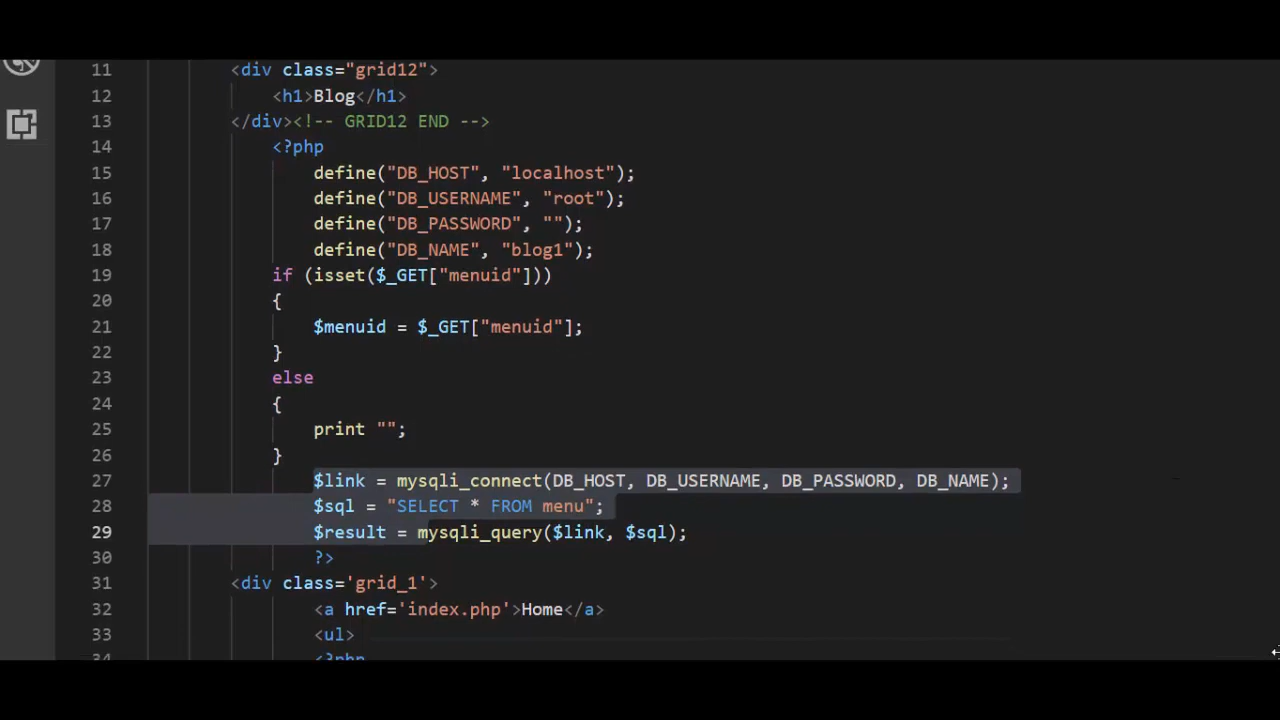 11 <div class="grid12">
12 <h1>Blog</h1>
13 </div><!-- GRID12 END -->
14 <?php
15 define("DB_HOST", "localhost");
16 define("DB_USERNAME", "root");
17 define("DB_PASSWORD", "");
18 define("DB_NAME", "blog1");
19 if (isset($_GET["menuid"]))
20 {
21 $menuid = $_GET["menuid"];
22 }
23 else
24 {
25 print "";
26 }
27 $link = mysqli_connect(DB_HOST, DB_USERNAME, DB_PASSWORD, DB_NAME);
28 $sql = "SELECT * FROM menu";
29 $result = mysqli_query($link, $sql);
30 ?>
31 <div class='grid_1'>
32 <a href='index.php'>Home</a>
33 <ul>
34 <?php